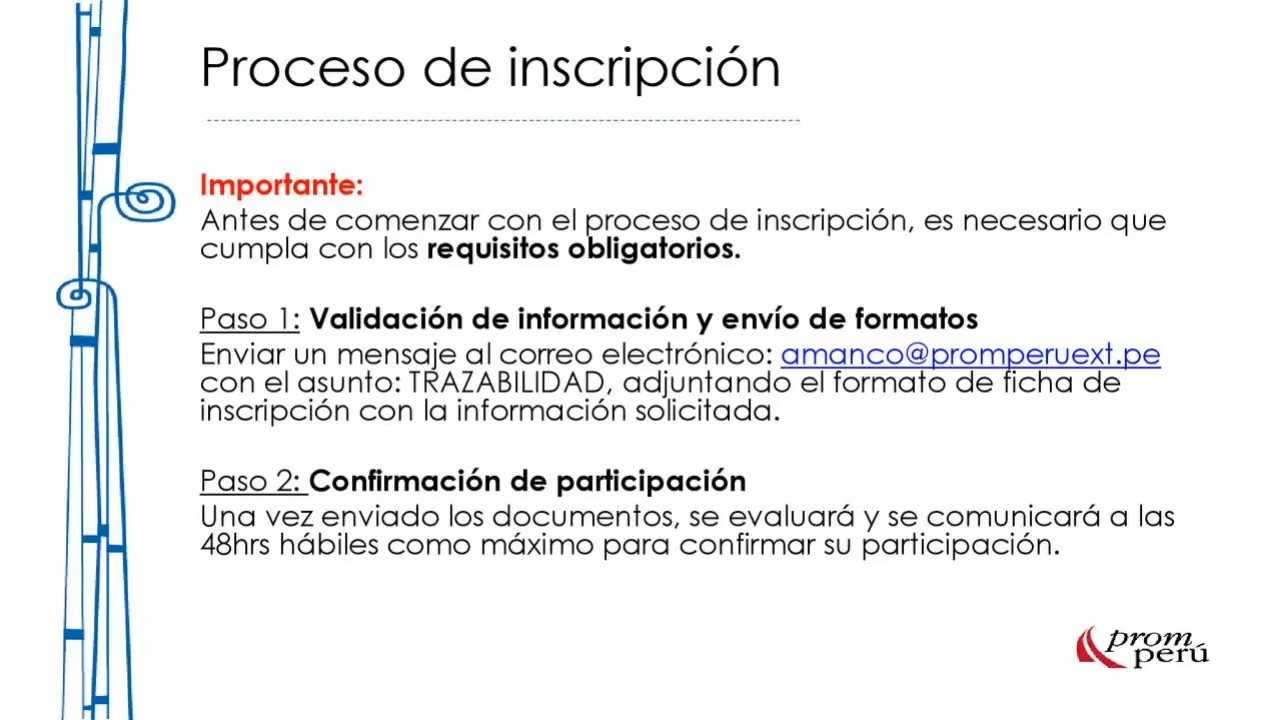 Proceso de inscripción
Importante:
Antes de comenzar con el proceso de inscripción, es necesario que
cumpla con los requisitos obligatorios.
Paso 1: Validación de información y envío de formatos
Enviar un mensaje al correo electrónico: amanco@promperuext.pe
con el asunto: TRAZABILIDAD, adjuntando el formato de ficha de
inscripción con la información solicitada.
Paso 2: Confirmación de participación
Una vez enviado los documentos, se evaluará y se comunicará a las
48hrs hábiles como máximo para confirmar su participación.
prom
perú